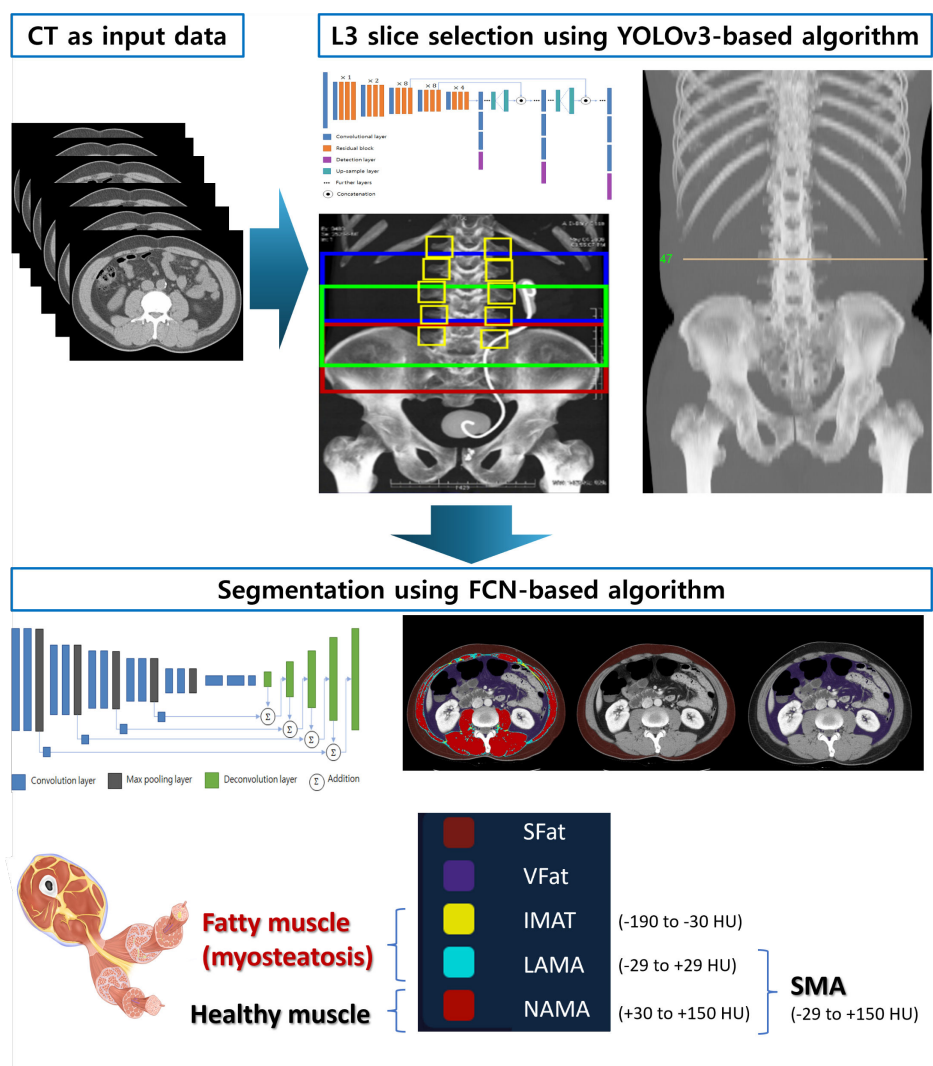 CT as input data
L3 slice selection using YOLOv3-based algorithm
× 1
× 2
× 8
× 8
× 4
Convolutional layer
Residual block
Detection layer
Up-sample layer
Further layers
Concatenation
47
Segmentation using FCN-based algorithm
Σ
Σ
Σ
Σ
Convolution layer
Max pooling layer
Deconvolution layer
Σ Addition
SFat
VFat
Fatty muscle
(myosteatosis)
IMAT (-190 to -30 HU)
LAMA (-29 to +29 HU)
Healthy muscle
NAMA (+30 to +150 HU)
SMA
(-29 to +150 HU)